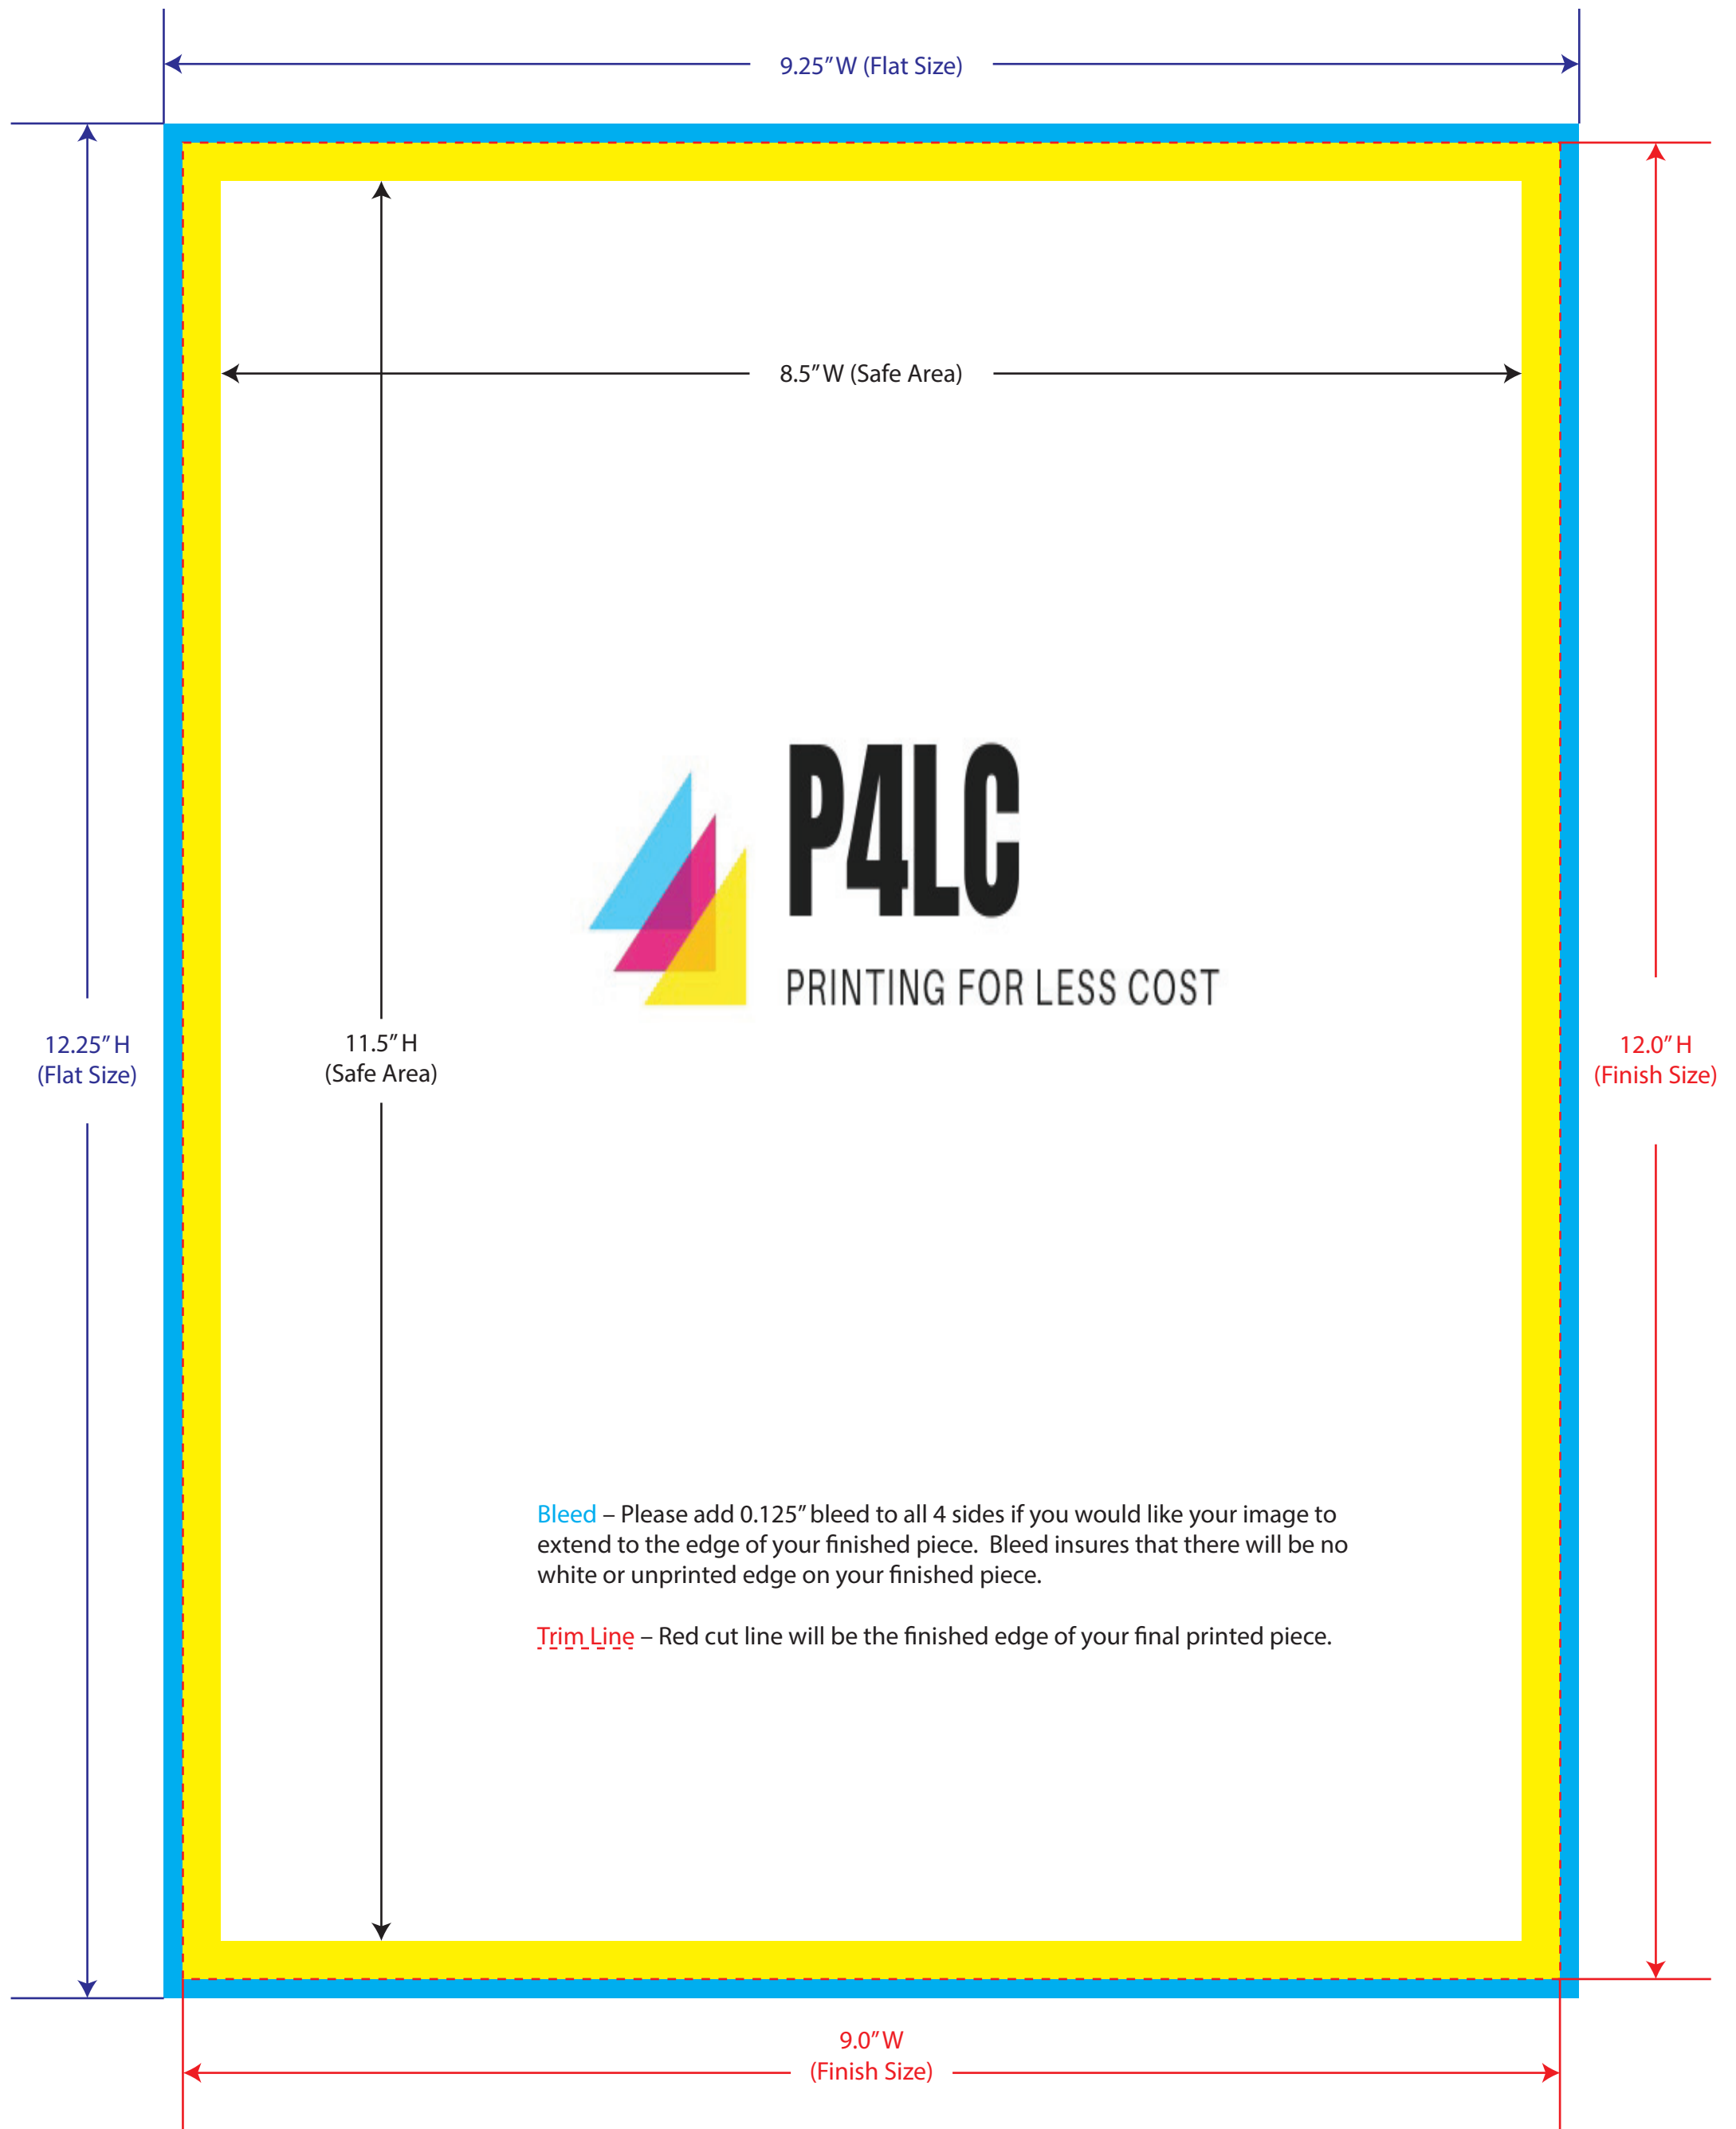 9.25” W (Flat Size)
8.5” W (Safe Area)
P4LC
PRINTING FOR LESS COST
12.25” H
(Flat Size)
11.5” H
(Safe Area)
12.0” H
(Finish Size)
Bleed – Please add 0.125” bleed to all 4 sides if you would like your image to
extend to the edge of your finished piece.  Bleed insures that there will be no
white or unprinted edge on your finished piece.
Trim Line – Red cut line will be the finished edge of your final printed piece.
9.0” W
(Finish Size)